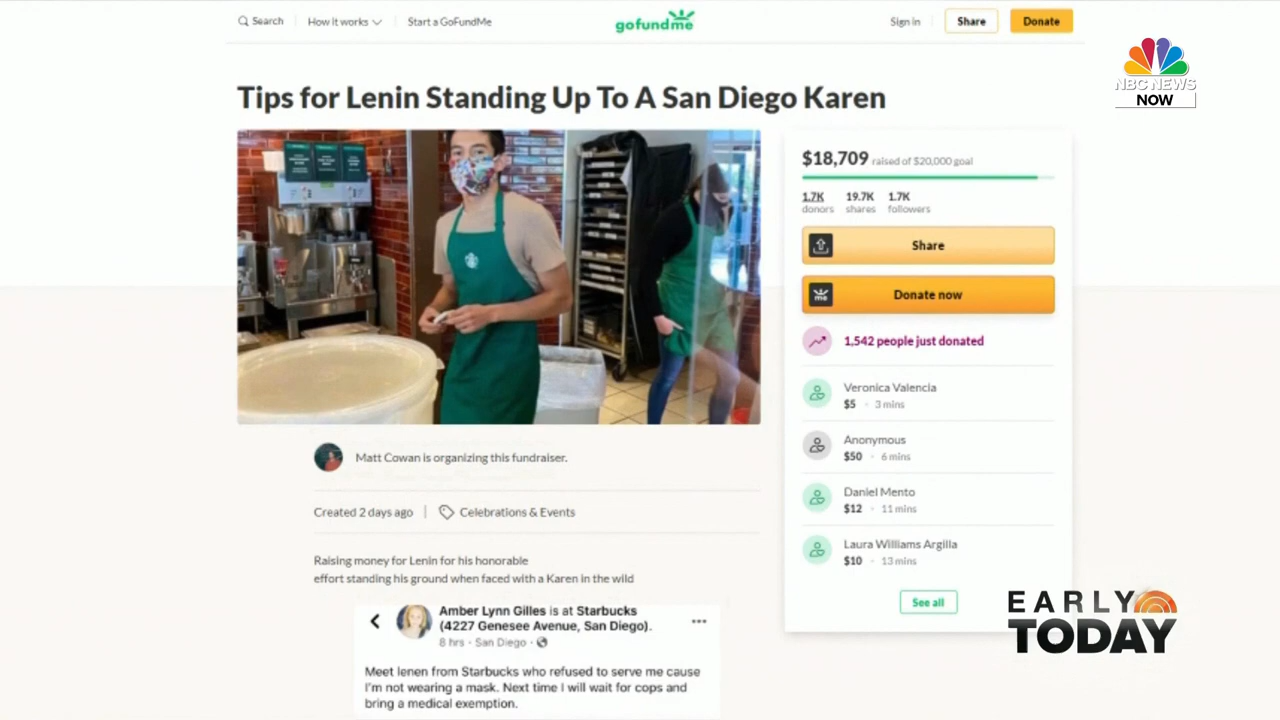 Search
How it works
Start a GoFundMe
gofundme
Sign in
Share
Donate
NBC NEWS
NOW
Tips for Lenin Standing Up To A San Diego Karen
$18,709 raised of $20,000 goal
1.7K 19.7K 1.7K
donors shares followers
Share
me Donate now
1,542 people just donated
Veronica Valencia
$5 · 3 mins
Anonymous
$50 · 6 mins
Daniel Mento
$12 · 11 mins
Laura Williams Argilla
$10 · 13 mins
See all
Matt Cowan is organizing this fundraiser.
Created 2 days ago | Celebrations & Events
Raising money for Lenin for his honorable
effort standing his ground when faced with a Karen in the wild
Amber Lynn Gilles is at Starbucks
(4227 Genesee Avenue, San Diego).
8 hrs · San Diego ·
Meet lenen from Starbucks who refused to serve me cause
I'm not wearing a mask. Next time I will wait for cops and
bring a medical exemption.
EARLY
TODAY